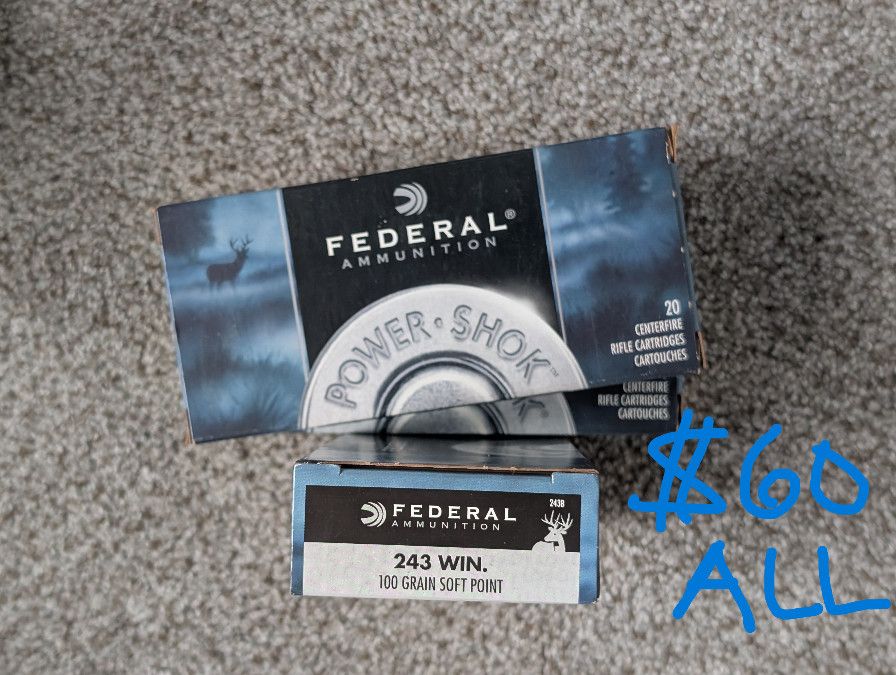 FEDERAL®
AMMUNITION
POWER·SHOK™
20
CENTERFIRE
RIFLE CARTRIDGES
CARTOUCHES
K
CENTERFIRE
RIFLE CARTRIDGES
CARTOUCHES
243B
FEDERAL
AMMUNITION
243 WIN.
100 GRAIN SOFT POINT
$60
ALL